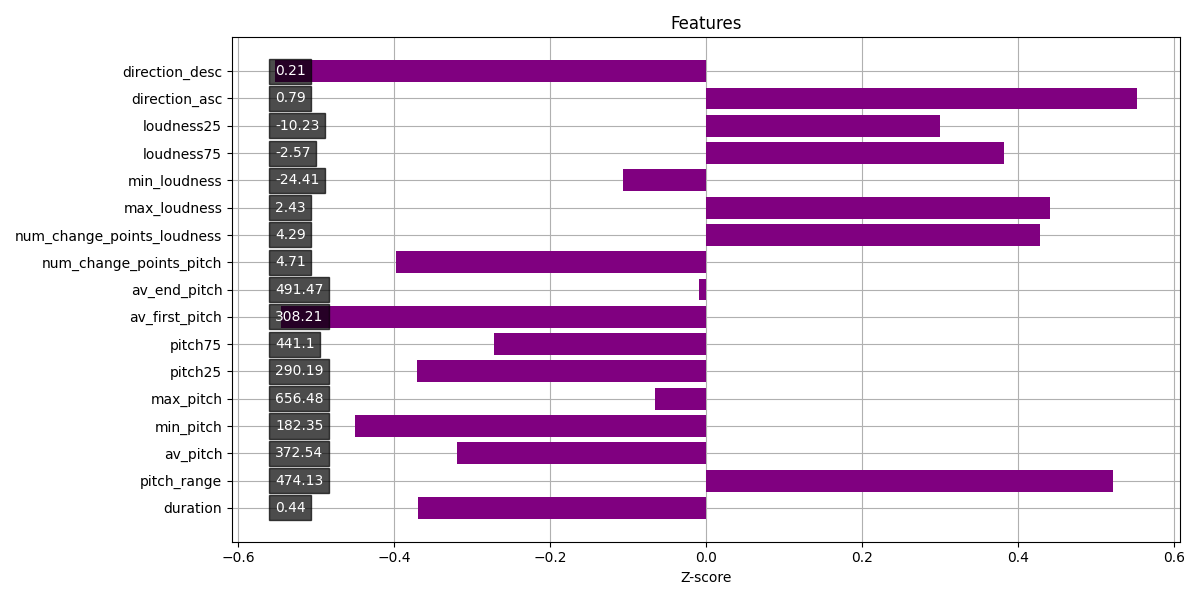 Features
direction_desc 0.21
direction_asc 0.79
loudness25 -10.23
loudness75 -2.57
min_loudness -24.41
max_loudness 2.43
num_change_points_loudness 4.29
num_change_points_pitch 4.71
av_end_pitch 491.47
av_first_pitch 308.21
pitch75 441.1
pitch25 290.19
max_pitch 656.48
min_pitch 182.35
av_pitch 372.54
pitch_range 474.13
duration 0.44
−0.6 −0.4 −0.2 0.0 0.2 0.4 0.6
Z-score